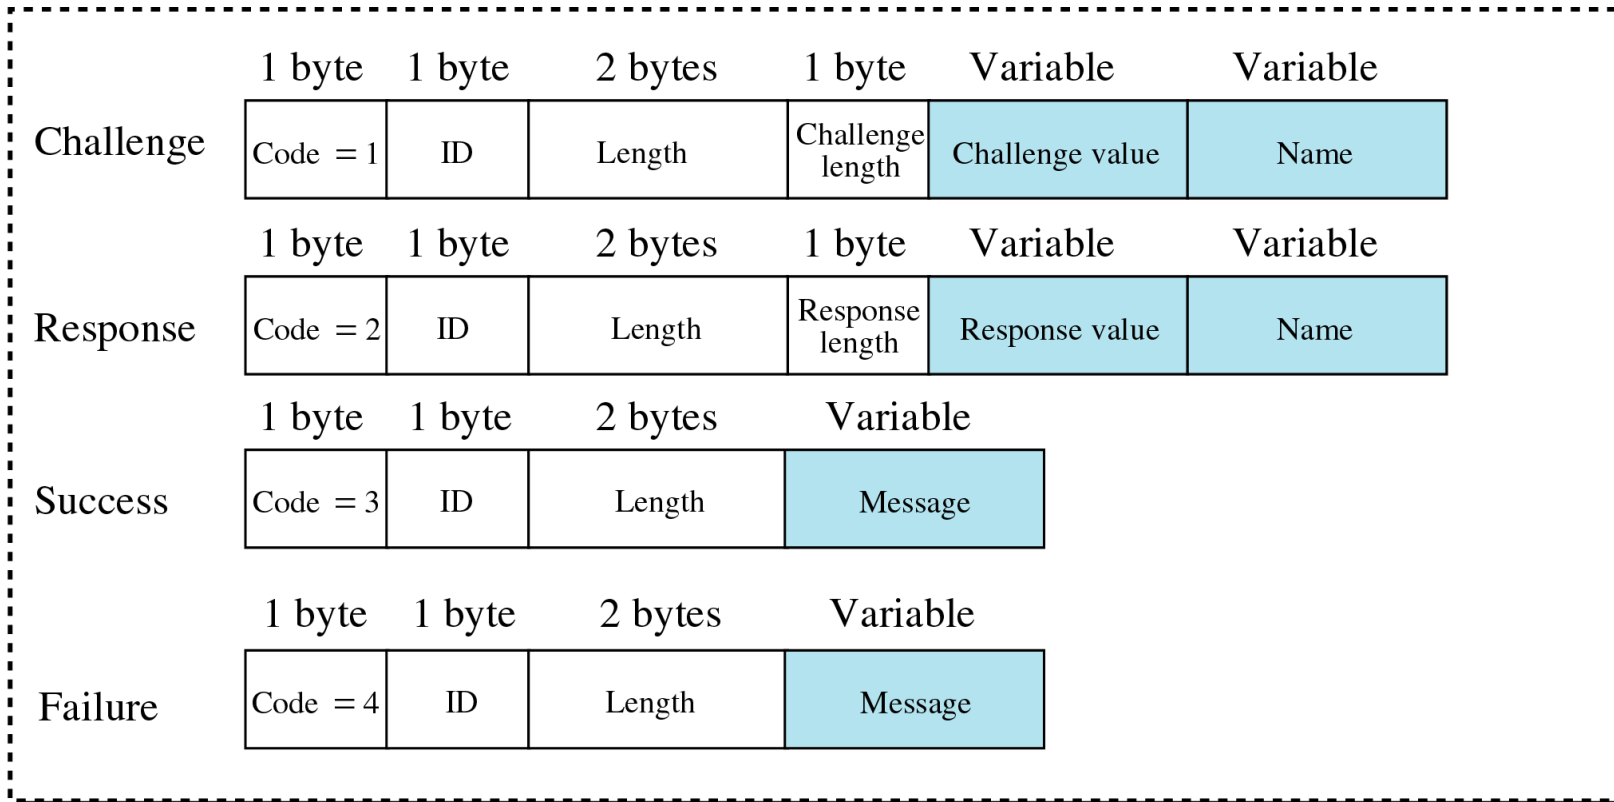 1 byte 1 byte 2 bytes 1 byte Variable Variable
Challenge Code = 1 ID Length Challenge length Challenge value Name
1 byte 1 byte 2 bytes 1 byte Variable Variable
Response Code = 2 ID Length Response length Response value Name
1 byte 1 byte 2 bytes Variable
Success Code = 3 ID Length Message
1 byte 1 byte 2 bytes Variable
Failure Code = 4 ID Length Message